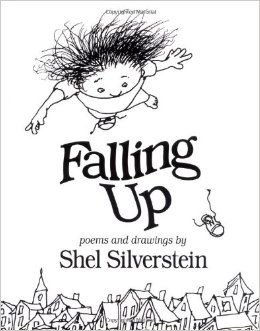 Falling
Up
poems and drawings by
Shel Silverstein